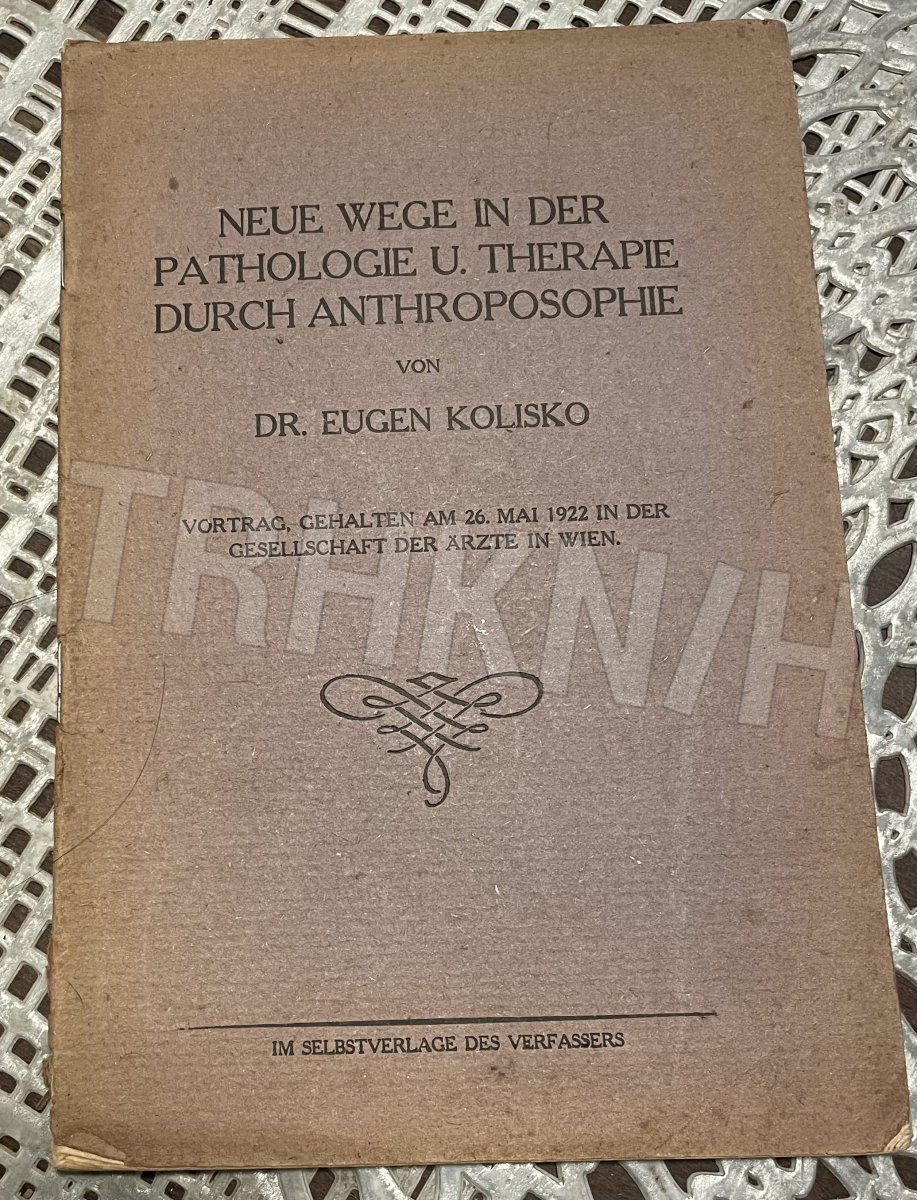 NEUE WEGE IN DER
PATHOLOGIE U. THERAPIE
DURCH ANTHROPOSOPHIE
VON
DR. EUGEN KOLISKO
VORTRAG, GEHALTEN AM 26. MAI 1922 IN DER
GESELLSCHAFT DER ÄRZTE IN WIEN.
TRHKN/H
IM SELBSTVERLAGE DES VERFASSERS